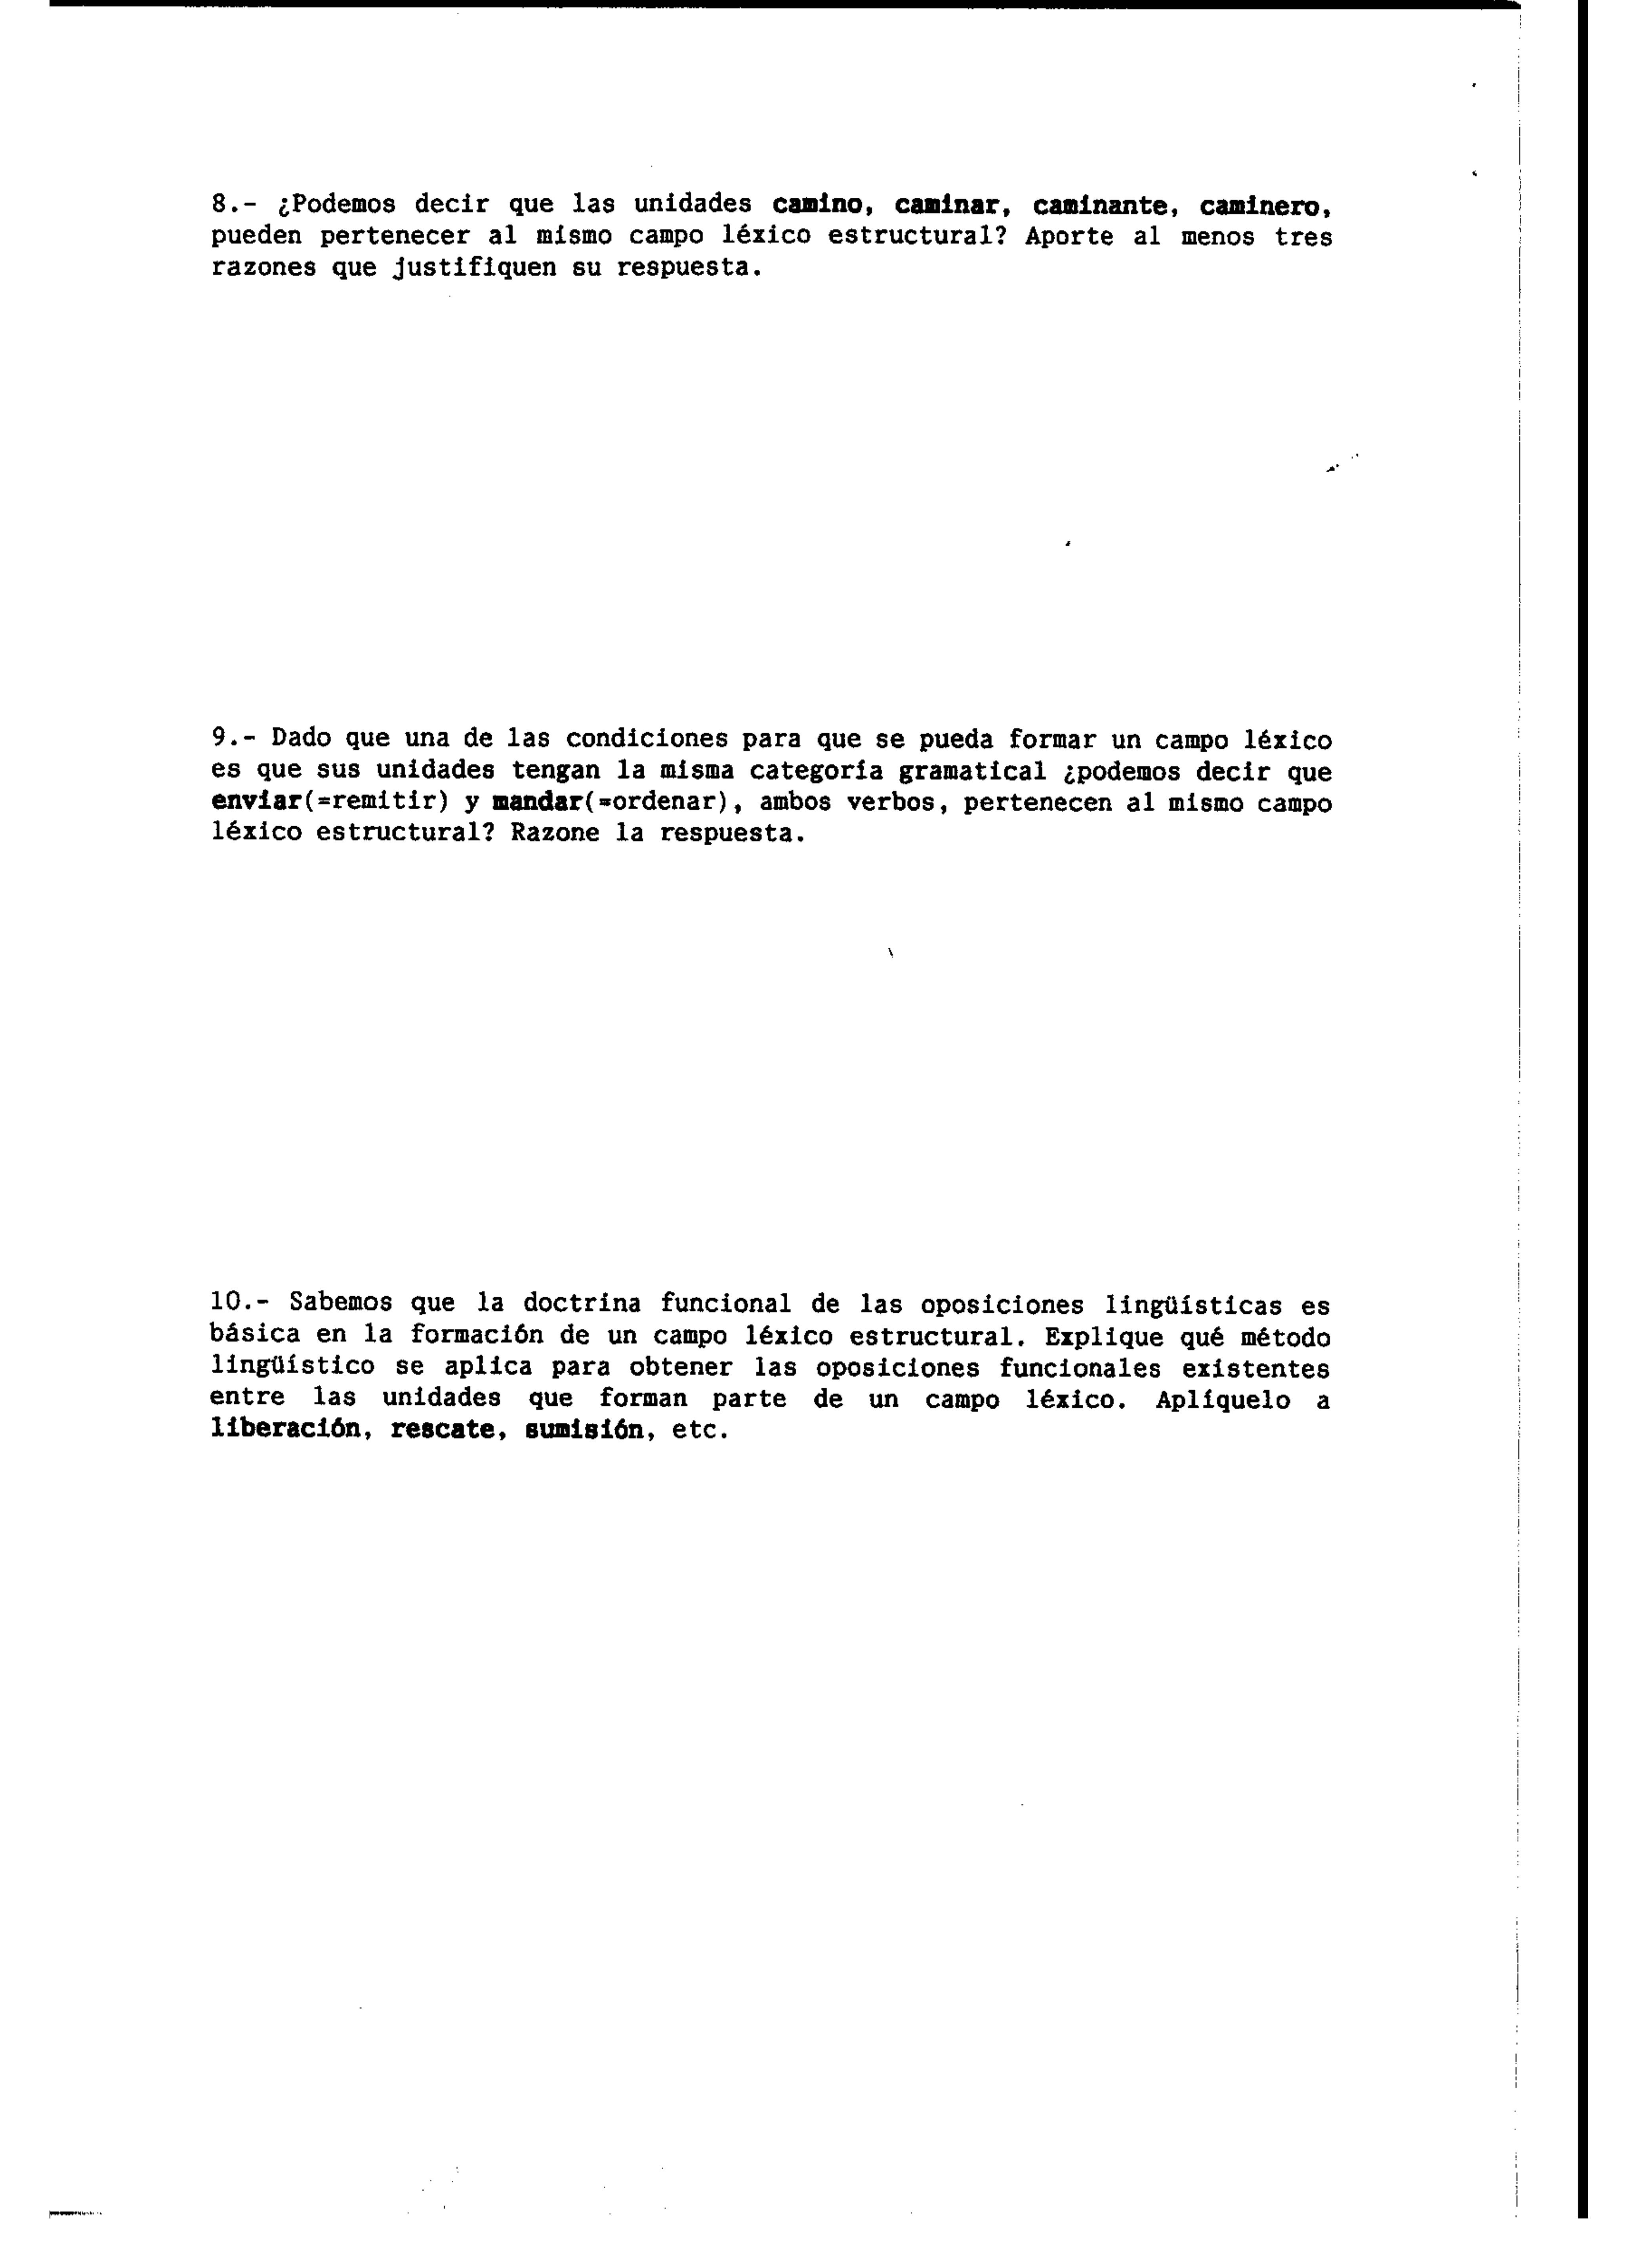 8.- ¿Podemos decir que las unidades camino, caminar, caminante, caminero,
pueden pertenecer al mismo campo léxico estructural? Aporte al menos tres
razones que justifiquen su respuesta.
9.- Dado que una de las condiciones para que se pueda formar un campo léxico
es que sus unidades tengan la misma categoría gramatical ¿podemos decir que
enviar(=remitir) y mandar(=ordenar), ambos verbos, pertenecen al mismo campo
léxico estructural? Razone la respuesta.
10.- Sabemos que la doctrina funcional de las oposiciones lingüísticas es
básica en la formación de un campo léxico estructural. Explique qué método
lingüístico se aplica para obtener las oposiciones funcionales existentes
entre las unidades que forman parte de un campo léxico. Aplíquelo a
liberación, rescate, sumisión, etc.